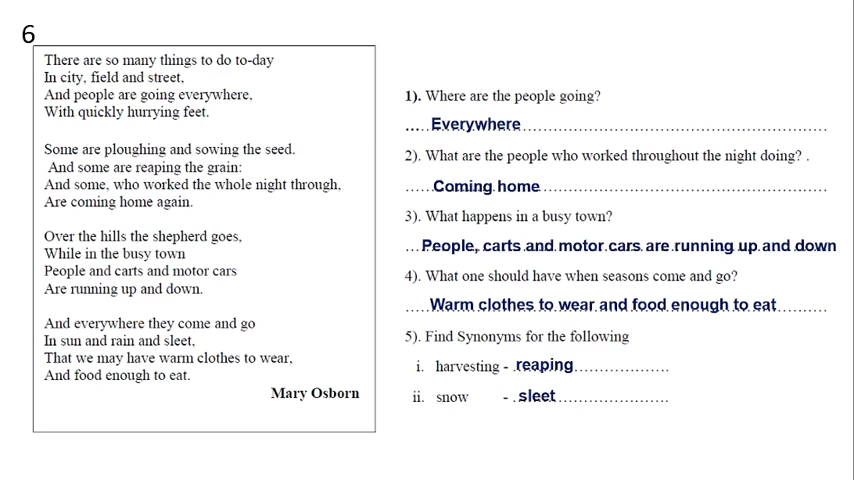 6
There are so many things to do to-day
In city, field and street,
And people are going everywhere,
With quickly hurrying feet.
Some are ploughing and sowing the seed.
And some are reaping the grain:
And some, who worked the whole night through,
Are coming home again.
Over the hills the shepherd goes,
While in the busy town
People and carts and motor cars
Are running up and down.
And everywhere they come and go
In sun and rain and sleet,
That we may have warm clothes to wear,
And food enough to eat.
Mary Osborn
1). Where are the people going?
Everywhere
2). What are the people who worked throughout the night doing? .
Coming home
3). What happens in a busy town?
People, carts and motor cars are running up and down
4). What one should have when seasons come and go?
Warm clothes to wear and food enough to eat
5). Find Synonyms for the following
i. harvesting - reaping
ii. snow - sleet